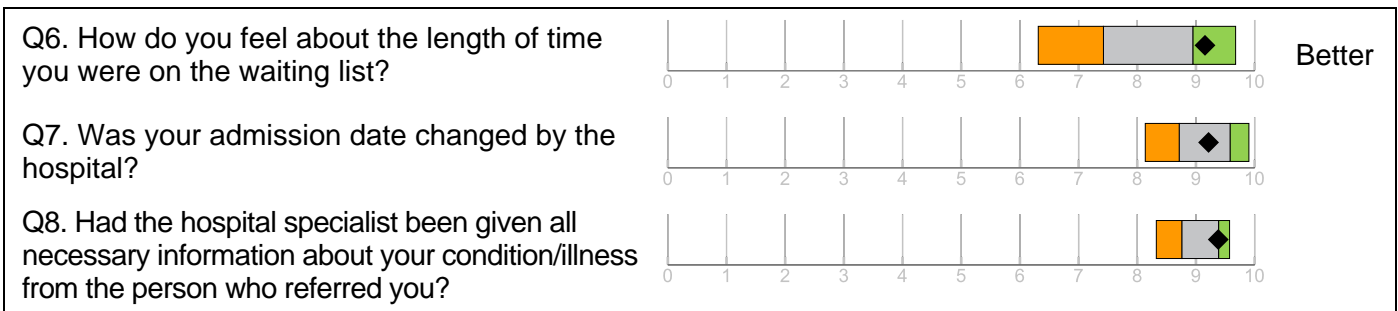 Q6. How do you feel about the length of time
you were on the waiting list?
0 1 2 3 4 5 6 7 8 9 10
Better
Q7. Was your admission date changed by the
hospital?
0 1 2 3 4 5 6 7 8 9 10
Q8. Had the hospital specialist been given all
necessary information about your condition/illness
from the person who referred you?
0 1 2 3 4 5 6 7 8 9 10